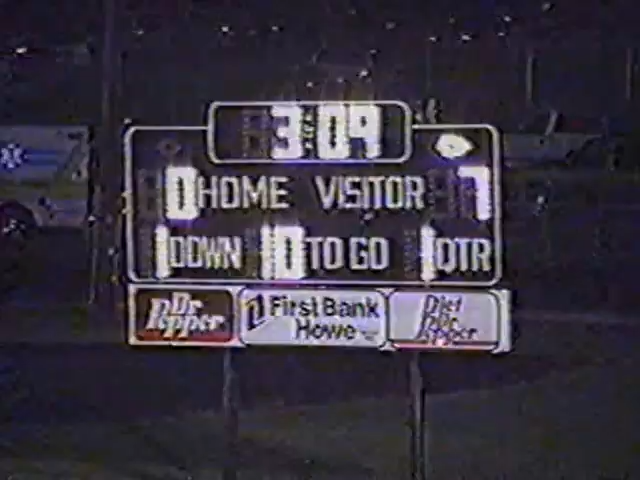 3:09
0 HOME VISITOR 7
1 DOWN 10 TO GO 1 QTR
Dr Pepper
First Bank
Howe
Diet
Dr
Pepper